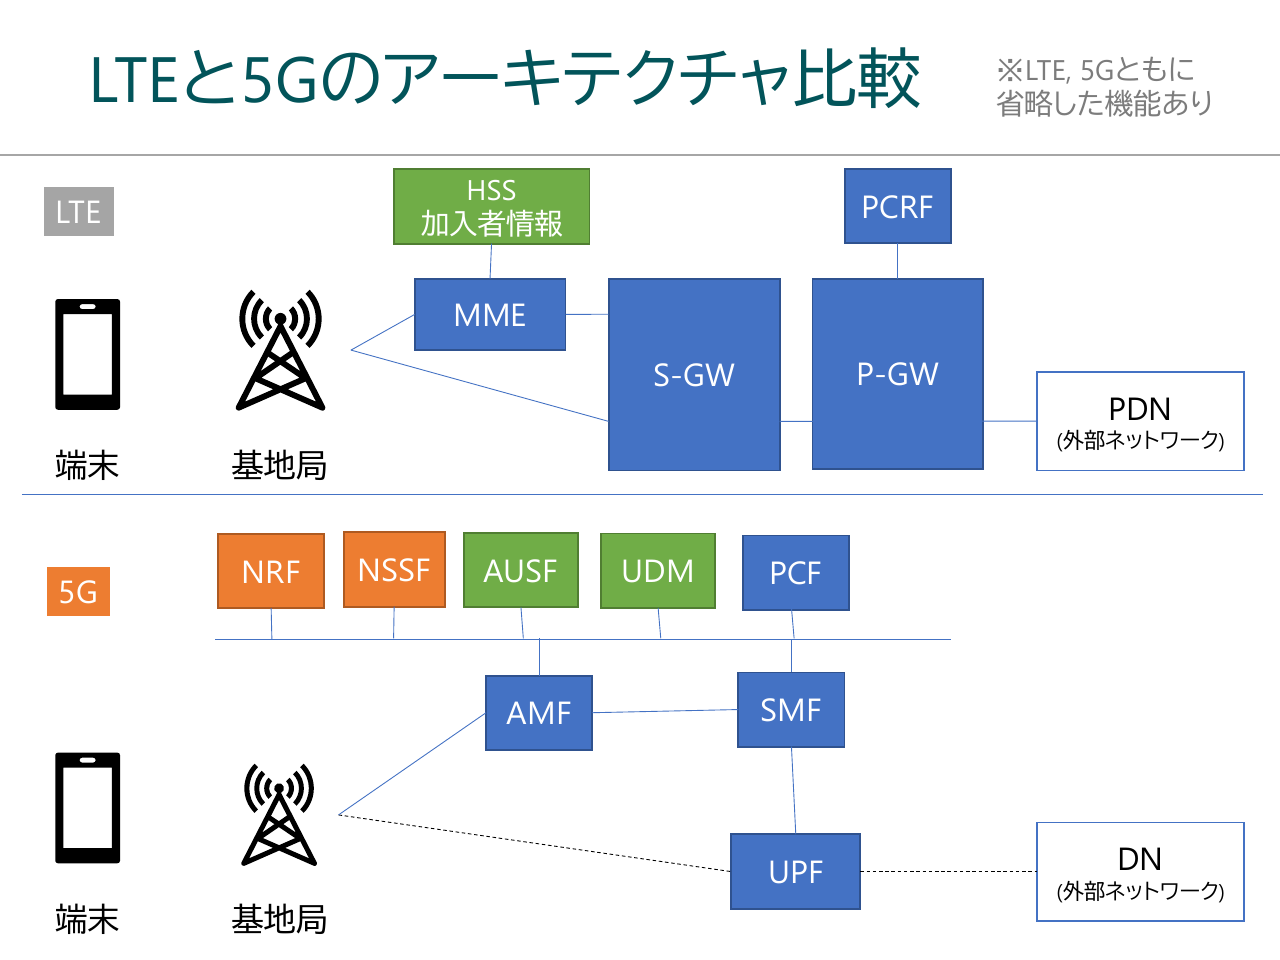 LTEと5Gのアーキテクチャ比較
※LTE, 5Gともに
省略した機能あり
LTE
HSS
加入者情報
PCRF
MME
S-GW
P-GW
PDN
(外部ネットワーク)
端末
基地局
5G
NRF
NSSF
AUSF
UDM
PCF
AMF
SMF
UPF
DN
(外部ネットワーク)
端末
基地局